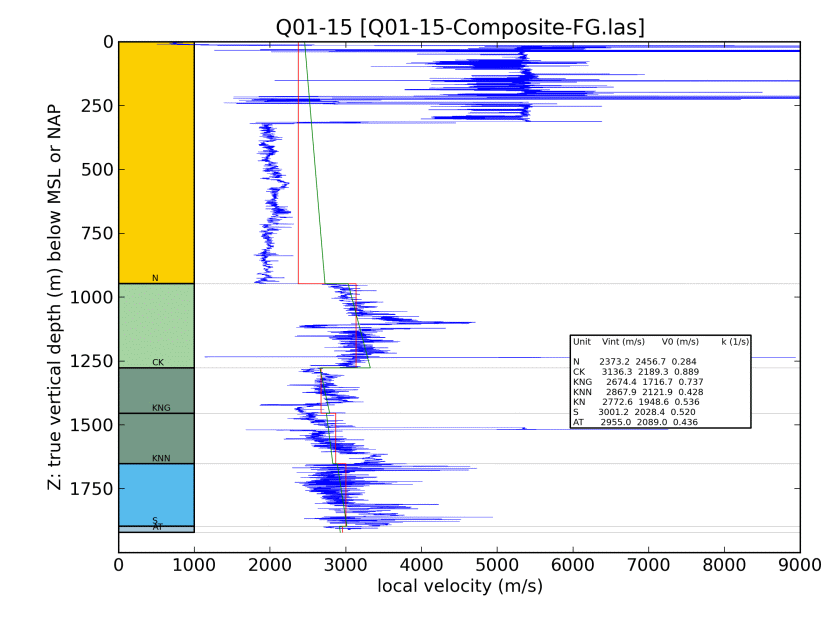 Q01-15 [Q01-15-Composite-FG.las]
Z: true vertical depth (m) below MSL or NAP
0
250
500
750
1000
1250
1500
1750
N
CK
KNG
KNN
S
AT
Unit Vint (m/s) V0 (m/s) k (1/s)
N 2373.2 2456.7 0.284
CK 3136.3 2189.3 0.889
KNG 2674.4 1716.7 0.737
KNN 2867.9 2121.9 0.428
KN 2772.6 1948.6 0.536
S 3001.2 2028.4 0.520
AT 2955.0 2089.0 0.436
0 1000 2000 3000 4000 5000 6000 7000 8000 9000
local velocity (m/s)